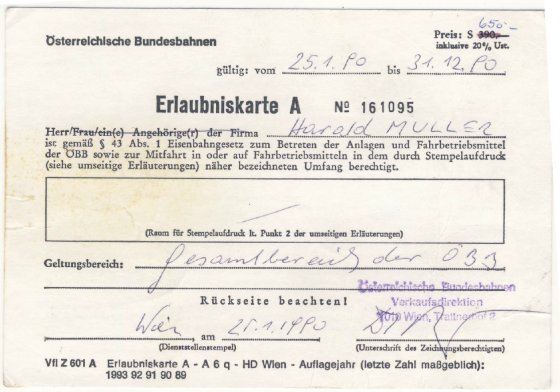 650.-
Österreichische Bundesbahnen Preis: S 390,-
inklusive 20% Ust.
gültig: vom 25.1.90 bis 31.12.90
Erlaubniskarte A № 161095
Herr/Frau/ein(e) Angehörige(r) der Firma Harald MULLER
ist gemäß § 43 Abs. 1 Eisenbahngesetz zum Betreten der Anlagen und Fahrbetriebsmittel
der ÖBB sowie zur Mitfahrt in oder auf Fahrbetriebsmitteln in dem durch Stempelaufdruck
(siehe umseitige Erläuterungen) näher bezeichneten Umfang berechtigt.
(Raum für Stempelaufdruck lt. Punkt 2 der umseitigen Erläuterungen)
Geltungsbereich: Gesamtbereich der ÖBB
Österreichische Bundesbahnen
Rückseite beachten! Verkaufsdirektion
1010 Wien, Trattnerhof 2
Wien, am 25.1.1990
(Dienststellenstempel) (Unterschrift des Zeichnungsberechtigten)
Vfl Z 601 A Erlaubniskarte A - A 6 q - HD Wien - Auflagejahr (letzte Zahl maßgeblich):
1993 92 91 90 89